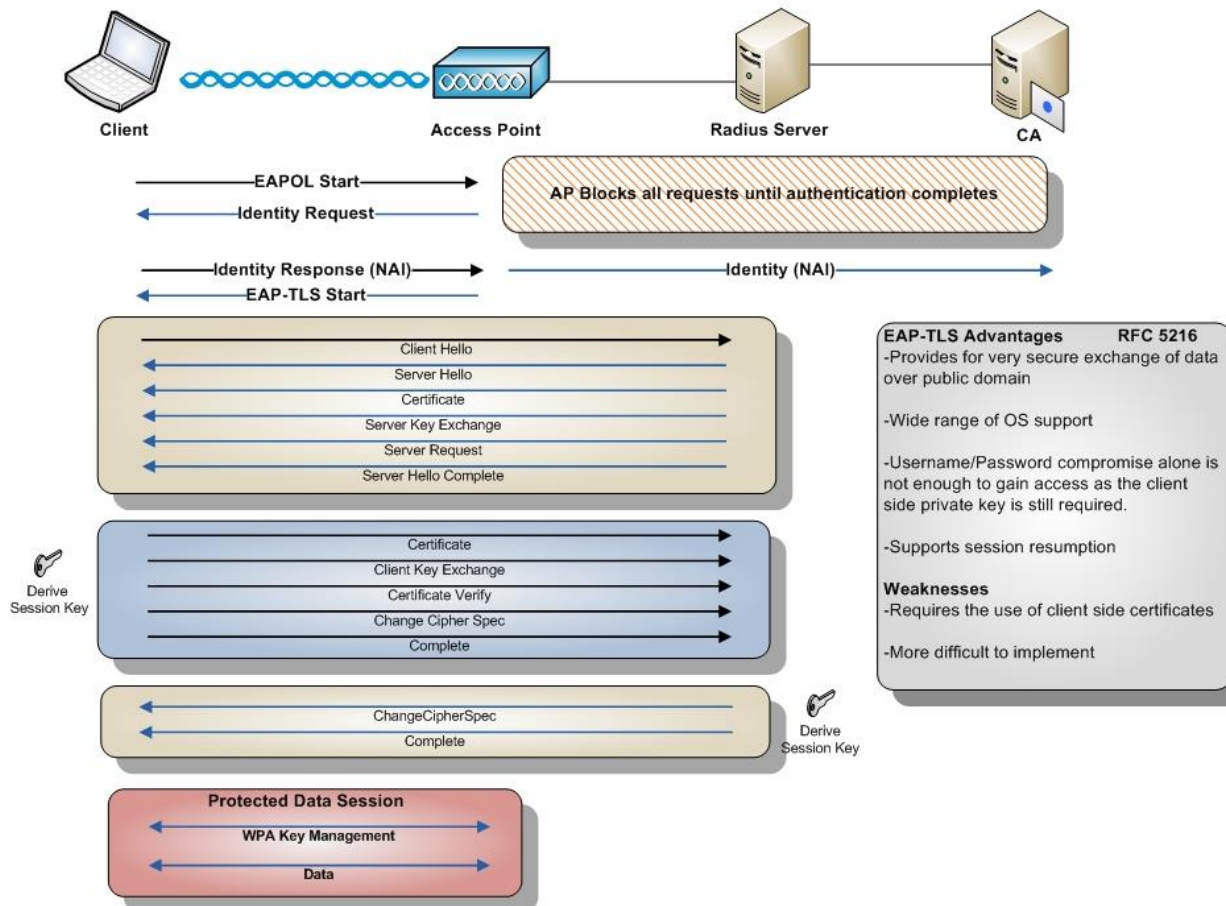 Client
Access Point
Radius Server
CA
EAPOL Start
AP Blocks all requests until authentication completes
Identity Request
Identity Response (NAI)
Identity (NAI)
EAP-TLS Start
Client Hello
Server Hello
Certificate
Server Key Exchange
Server Request
Server Hello Complete
Derive
Session Key
Certificate
Client Key Exchange
Certificate Verify
Change Cipher Spec
Complete
ChangeCipherSpec
Complete
Derive
Session Key
Protected Data Session
WPA Key Management
Data
EAP-TLS Advantages RFC 5216
-Provides for very secure exchange of data
over public domain
-Wide range of OS support
-Username/Password compromise alone is
not enough to gain access as the client
side private key is still required.
-Supports session resumption
Weaknesses
-Requires the use of client side certificates
-More difficult to implement